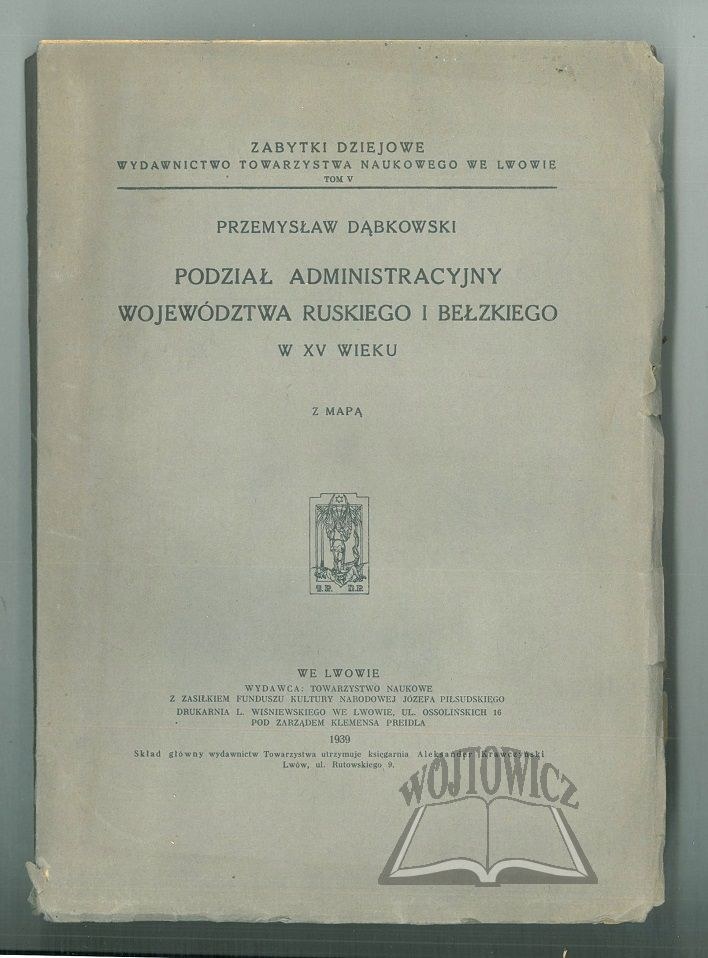 ZABYTKI DZIEJOWE
WYDAWNICTWO TOWARZYSTWA NAUKOWEGO WE LWOWIE
TOM V
PRZEMYSŁAW DĄBKOWSKI
PODZIAŁ ADMINISTRACYJNY
WOJEWÓDZTWA RUSKIEGO I BEŁZKIEGO
W XV WIEKU
Z MAPĄ
WE LWOWIE
WYDAWCA: TOWARZYSTWO NAUKOWE
Z ZASIŁKIEM FUNDUSZU KULTURY NARODOWEJ JÓZEFA PIŁSUDSKIEGO
DRUKARNIA L. WIŚNIEWSKIEGO WE LWOWIE, UL. OSSOLIŃSKICH 16
POD ZARZĄDEM KLEMENSA PREIDLA
1939
Skład główny wydawnictw Towarzystwa utrzymuje księgarnia Aleksander Krawczyński
Lwów, ul. Rutowskiego 9.
WÓJTOWICZ